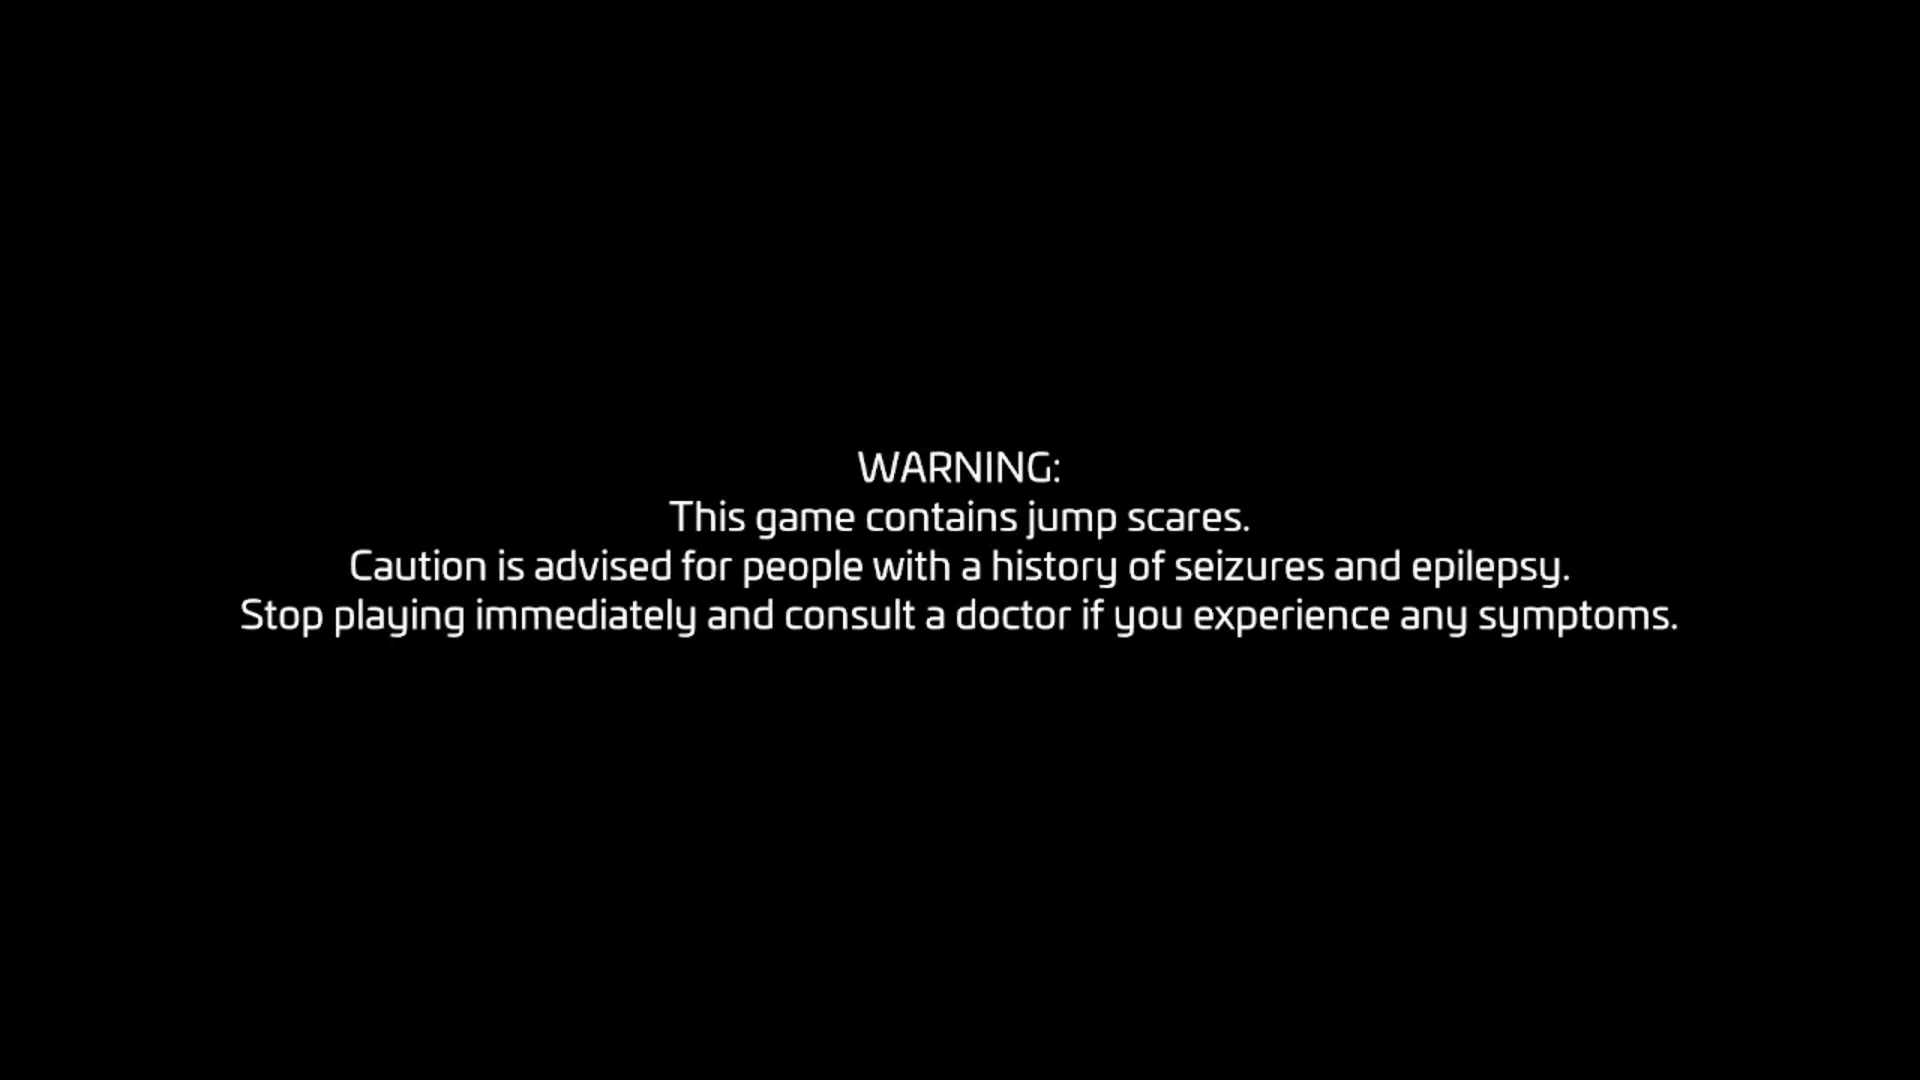 WARNING:
This game contains jump scares.
Caution is advised for people with a history of seizures and epilepsy.
Stop playing immediately and consult a doctor if you experience any symptoms.